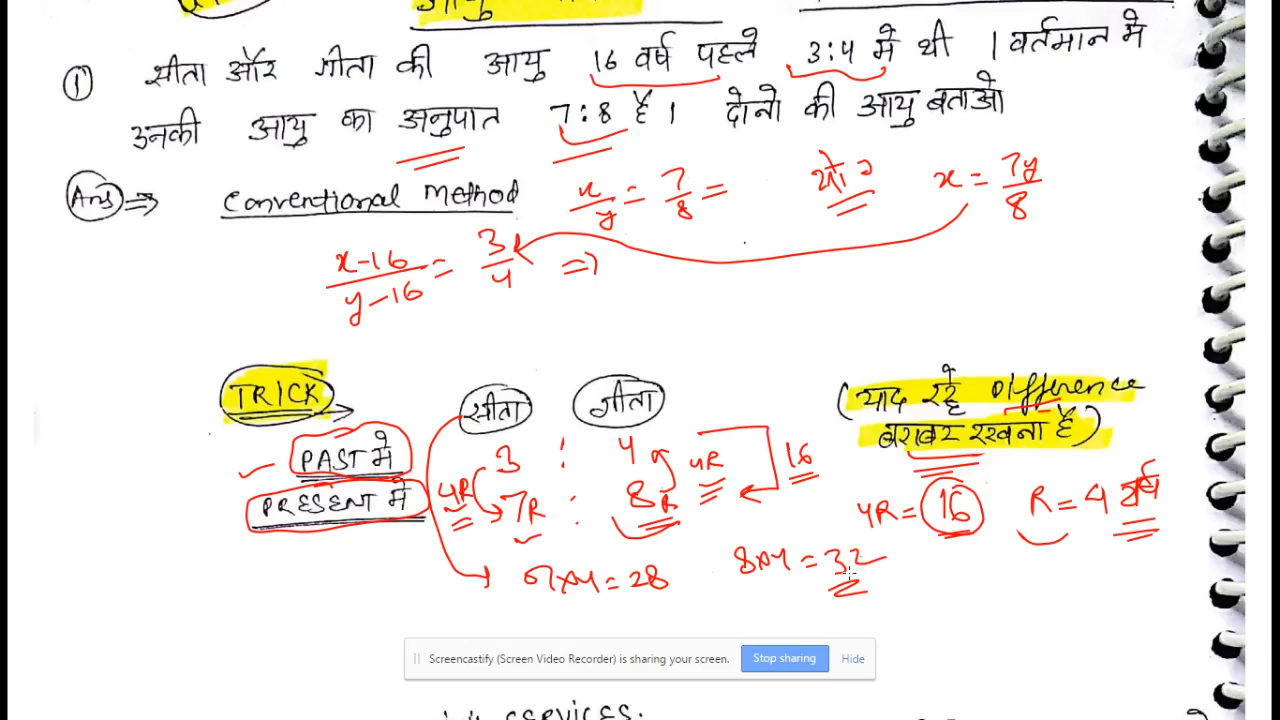 आयु
① सीता और गीता की आयु 16 वर्ष पहले 3:4 मे थी । वर्तमान मे
उनकी आयु का अनुपात 7:8 है । दोनो की आयु बताओ
Ans ⇒ Conventional Method x/y = 7/8 = x = 7y/8
x-16/y-16 = 3/4 ⇒
TRICK → सीता गीता (याद रहे Difference
बराबर रखना है)
PAST मे 3 : 4 4R 16
PRESENT मे 4R 7R : 8R 4R = 16 R = 4 वर्ष
7×4 = 28 8×4 = 32
Screencastify (Screen Video Recorder) is sharing your screen. Stop sharing Hide